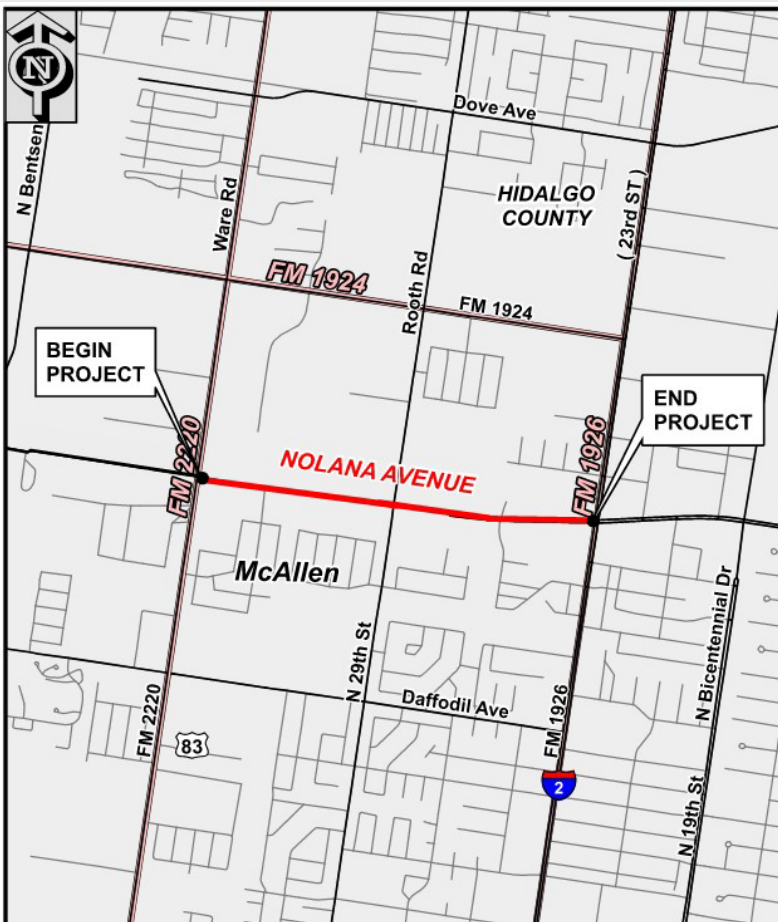 N
Dove Ave
N Bentsen
Ware Rd
HIDALGO
COUNTY
( 23rd ST )
FM 1924
Rooth Rd
FM 1924
BEGIN
PROJECT
END
PROJECT
FM 2220
NOLANA AVENUE
FM 1926
McAllen
N 29th St
N Bicentennial Dr
Daffodil Ave
FM 2220
83
FM 1926
2
N 19th St